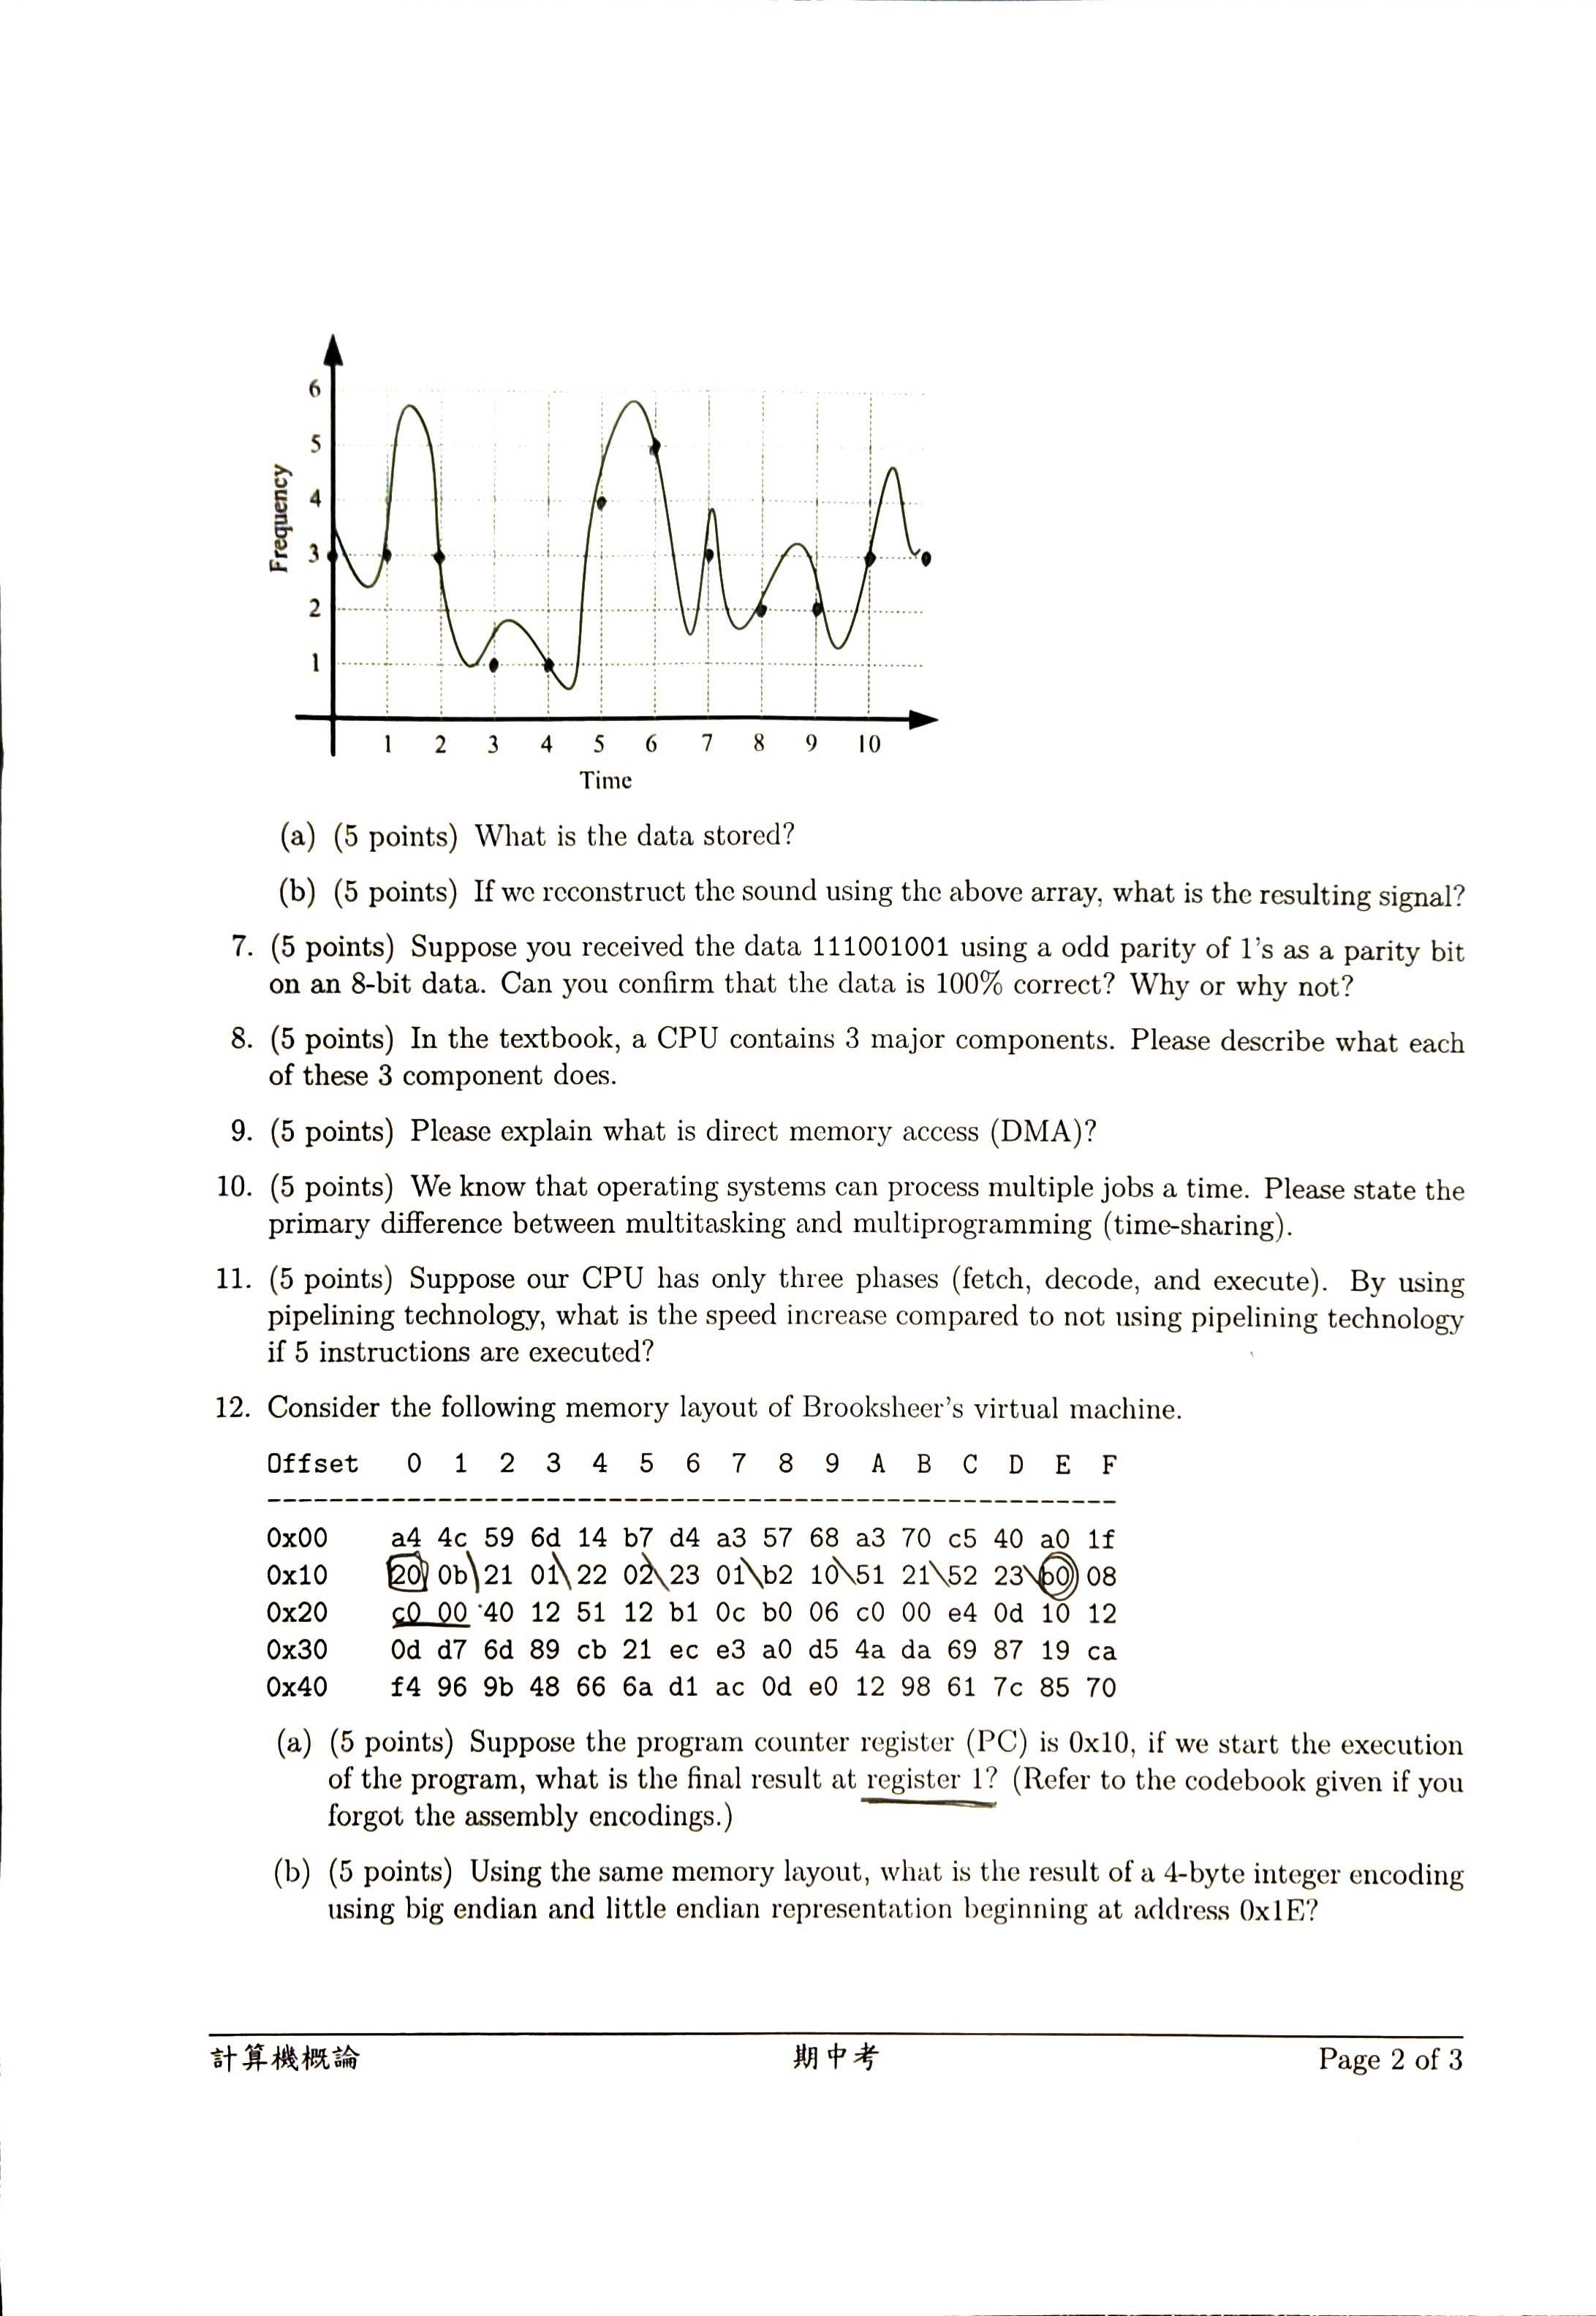 6
5
4
3
2
1
Frequency
1 2 3 4 5 6 7 8 9 10
Time
(a) (5 points) What is the data stored?
(b) (5 points) If we reconstruct the sound using the above array, what is the resulting signal?
7. (5 points) Suppose you received the data 111001001 using a odd parity of 1's as a parity bit
on an 8-bit data. Can you confirm that the data is 100% correct? Why or why not?
8. (5 points) In the textbook, a CPU contains 3 major components. Please describe what each
of these 3 component does.
9. (5 points) Please explain what is direct memory access (DMA)?
10. (5 points) We know that operating systems can process multiple jobs a time. Please state the
primary difference between multitasking and multiprogramming (time-sharing).
11. (5 points) Suppose our CPU has only three phases (fetch, decode, and execute). By using
pipelining technology, what is the speed increase compared to not using pipelining technology
if 5 instructions are executed?
12. Consider the following memory layout of Brooksheer's virtual machine.
Offset 0 1 2 3 4 5 6 7 8 9 A B C D E F
0x00 a4 4c 59 6d 14 b7 d4 a3 57 68 a3 70 c5 40 a0 1f
0x10 20 0b 21 01 22 02 23 01 b2 10 51 21 52 23 b0 08
0x20 c0 00 40 12 51 12 b1 0c b0 06 c0 00 e4 0d 10 12
0x30 0d d7 6d 89 cb 21 ec e3 a0 d5 4a da 69 87 19 ca
0x40 f4 96 9b 48 66 6a d1 ac 0d e0 12 98 61 7c 85 70
(a) (5 points) Suppose the program counter register (PC) is 0x10, if we start the execution
of the program, what is the final result at register 1? (Refer to the codebook given if you
forgot the assembly encodings.)
(b) (5 points) Using the same memory layout, what is the result of a 4-byte integer encoding
using big endian and little endian representation beginning at address 0x1E?
計算機概論 期中考 Page 2 of 3